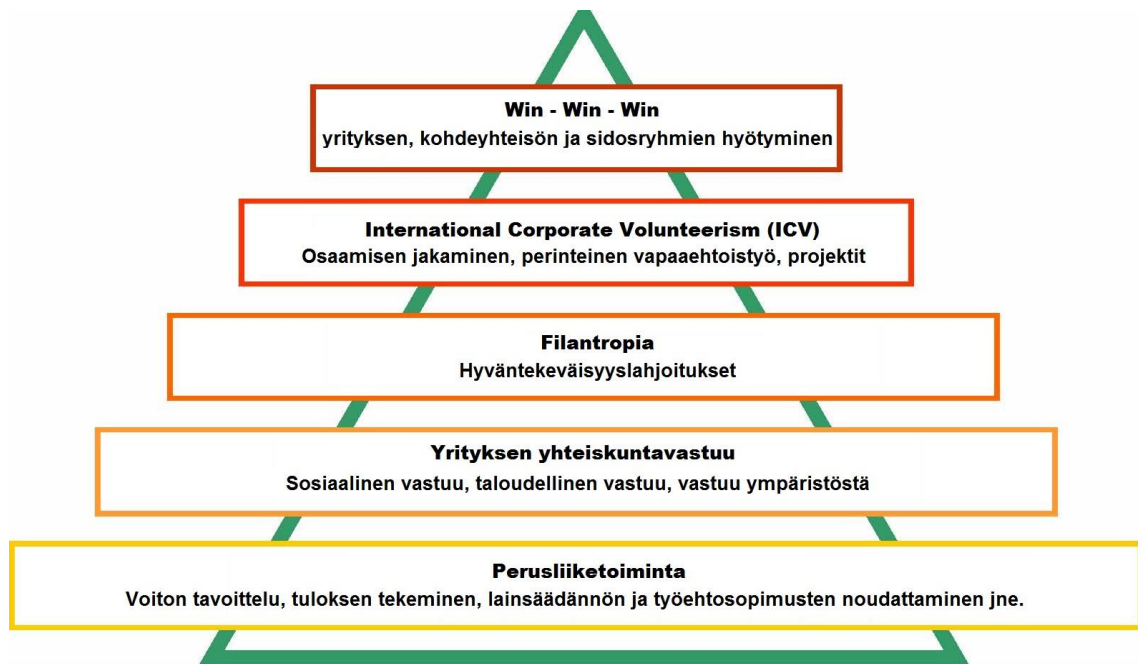 Win - Win - Win
yrityksen, kohdeyhteisön ja sidosryhmien hyötyminen
International Corporate Volunteerism (ICV)
Osaamisen jakaminen, perinteinen vapaaehtoistyö, projektit
Filantropia
Hyväntekeväisyyslahjoitukset
Yrityksen yhteiskuntavastuu
Sosiaalinen vastuu, taloudellinen vastuu, vastuu ympäristöstä
Perusliiketoiminta
Voiton tavoittelu, tuloksen tekeminen, lainsäädännön ja työehtosopimusten noudattaminen jne.